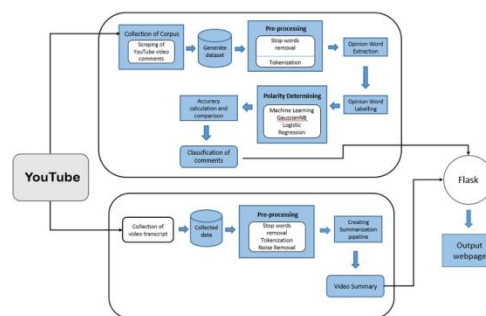 Collection of Corpus
Scraping of
YouTube video
comments
Generate
dataset
Pre-processing
Stop words
removal
Tokenization
Opinion Word
Extraction
Accuracy
calculation and
comparison
Polarity Determising
Machine Learning
GaussianNB
Logistic
Regression
Opinion Word
Labelling
Classification of
comments
YouTube
Flask
Output
webpage
Collection of
video transcript
Collected
data
Pre-processing
Stop words
removal
Tokenization
Noise Removal
Creating
Summarization
pipeline
Video Summary